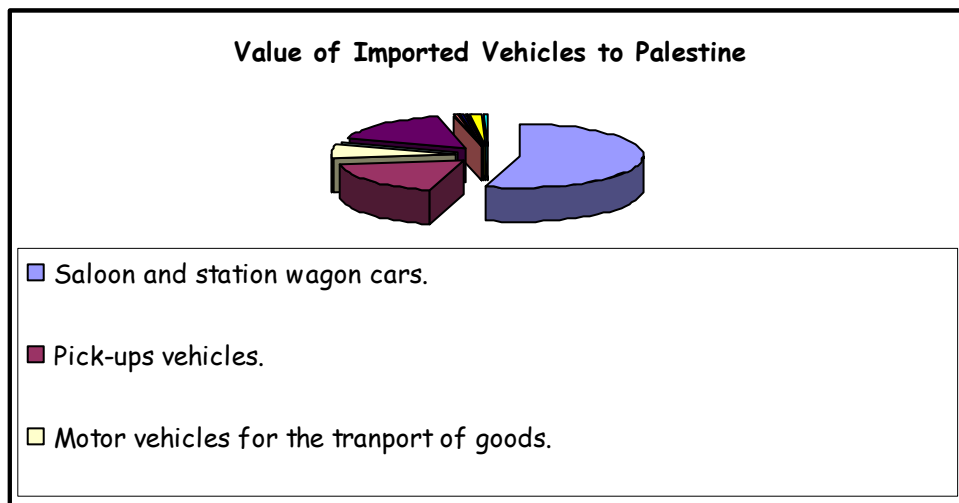 Value of Imported Vehicles to Palestine
Saloon and station wagon cars.
Pick-ups vehicles.
Motor vehicles for the tranport of goods.